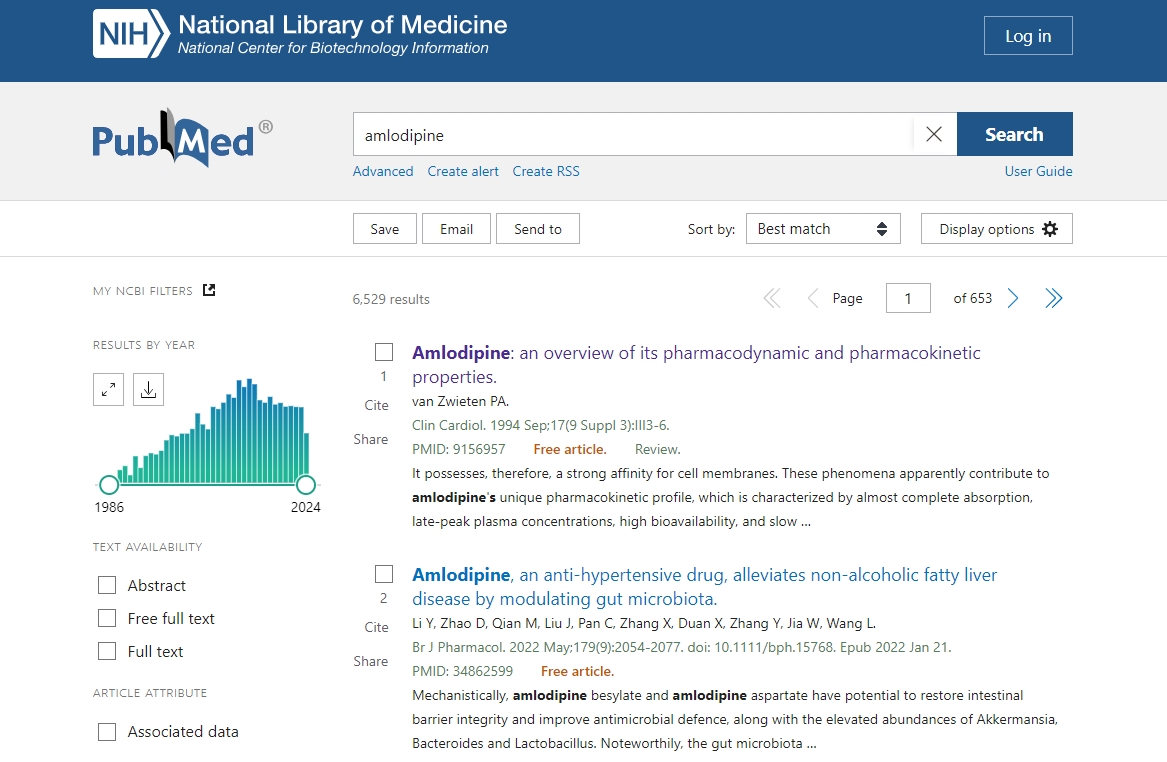 NIH National Library of Medicine
National Center for Biotechnology Information
Log in
PubMed®
amlodipine
Search
Advanced Create alert Create RSS
User Guide
Save Email Send to
Sort by: Best match
Display options
MY NCBI FILTERS
6,529 results
Page 1 of 653
RESULTS BY YEAR
1986 2024
TEXT AVAILABILITY
Abstract
Free full text
Full text
ARTICLE ATTRIBUTE
Associated data
1
Cite
Share
Amlodipine: an overview of its pharmacodynamic and pharmacokinetic
properties.
van Zwieten PA.
Clin Cardiol. 1994 Sep;17(9 Suppl 3):III3-6.
PMID: 9156957 Free article. Review.
It possesses, therefore, a strong affinity for cell membranes. These phenomena apparently contribute to
amlodipine's unique pharmacokinetic profile, which is characterized by almost complete absorption,
late-peak plasma concentrations, high bioavailability, and slow ...
2
Cite
Share
Amlodipine, an anti-hypertensive drug, alleviates non-alcoholic fatty liver
disease by modulating gut microbiota.
Li Y, Zhao D, Qian M, Liu J, Pan C, Zhang X, Duan X, Zhang Y, Jia W, Wang L.
Br J Pharmacol. 2022 May;179(9):2054-2077. doi: 10.1111/bph.15768. Epub 2022 Jan 21.
PMID: 34862599 Free article.
Mechanistically, amlodipine besylate and amlodipine aspartate have potential to restore intestinal
barrier integrity and improve antimicrobial defence, along with the elevated abundances of Akkermansia,
Bacteroides and Lactobacillus. Noteworthily, the gut microbiota ...